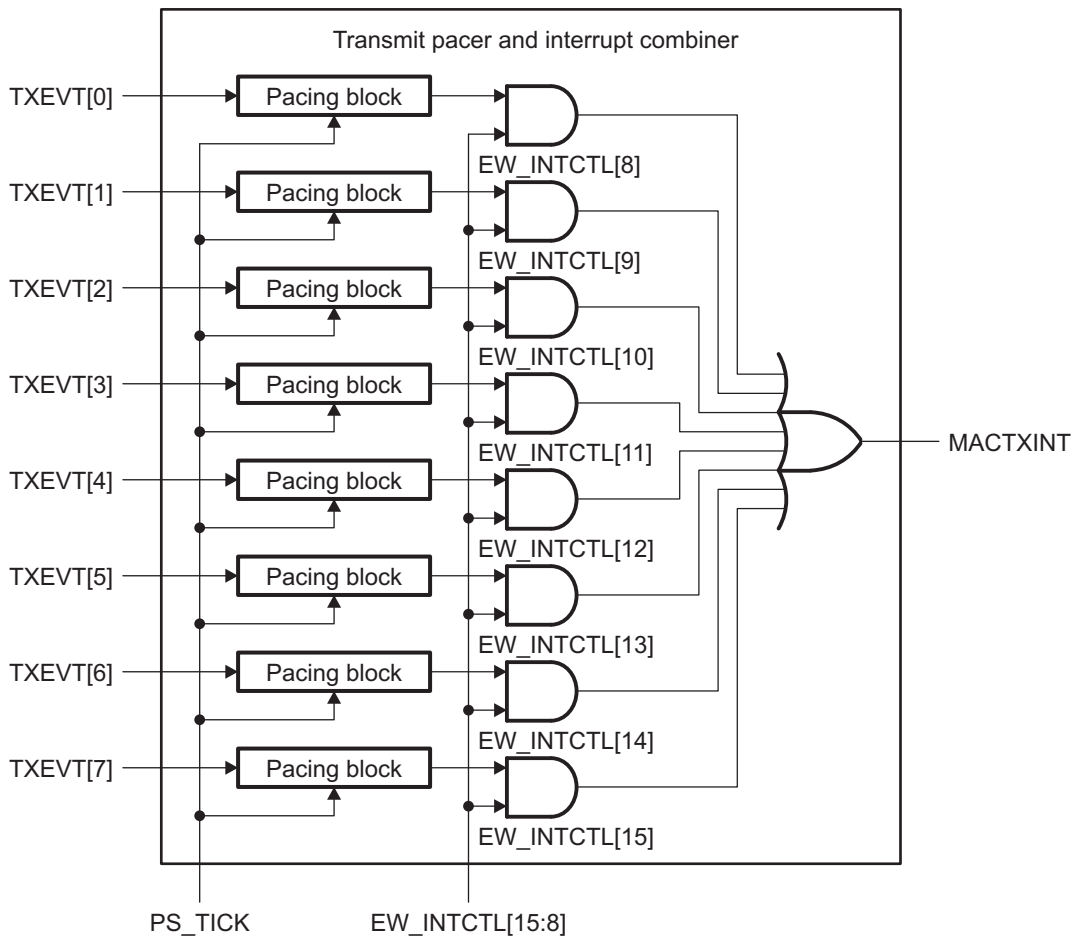 Transmit pacer and interrupt combiner
TXEVT[0]
Pacing block
EW_INTCTL[8]
TXEVT[1]
Pacing block
EW_INTCTL[9]
TXEVT[2]
Pacing block
EW_INTCTL[10]
TXEVT[3]
Pacing block
EW_INTCTL[11]
MACTXINT
TXEVT[4]
Pacing block
EW_INTCTL[12]
TXEVT[5]
Pacing block
EW_INTCTL[13]
TXEVT[6]
Pacing block
EW_INTCTL[14]
TXEVT[7]
Pacing block
EW_INTCTL[15]
PS_TICK
EW_INTCTL[15:8]